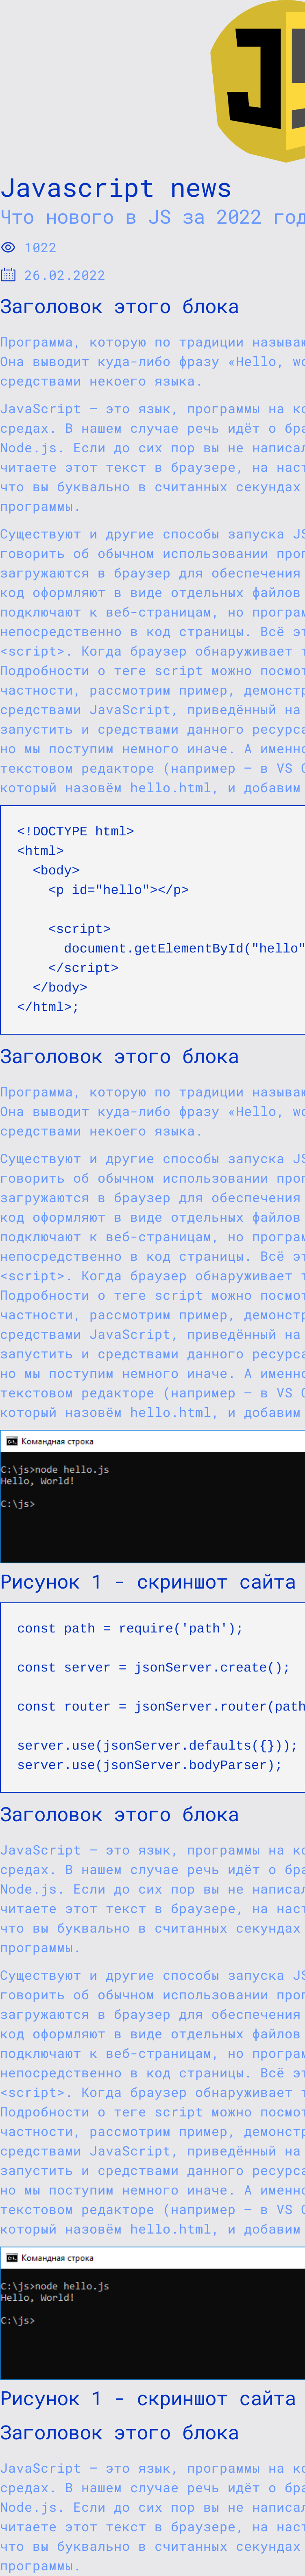 J
Javascript news
Что нового в JS за 2022 год
1022
26.02.2022
Заголовок этого блока
Программа, которую по традиции называю
Она выводит куда-либо фразу «Hello, wo
средствами некоего языка.
JavaScript — это язык, программы на ко
средах. В нашем случае речь идёт о бра
Node.js. Если до сих пор вы не написал
читаете этот текст в браузере, на наст
что вы буквально в считанных секундах
программы.
Существуют и другие способы запуска JS
говорить об обычном использовании прог
загружаются в браузер для обеспечения
код оформляют в виде отдельных файлов
подключают к веб-страницам, но програм
непосредственно в код страницы. Всё эт
<script>. Когда браузер обнаруживает т
Подробности о теге script можно посмот
частности, рассмотрим пример, демонстр
средствами JavaScript, приведённый на
запустить и средствами данного ресурса
но мы поступим немного иначе. А именно
текстовом редакторе (например — в VS C
который назовём hello.html, и добавим
<!DOCTYPE html>
<html>
<body>
<p id="hello"></p>
<script>
document.getElementById("hello"
</script>
</body>
</html>;
Заголовок этого блока
Программа, которую по традиции называю
Она выводит куда-либо фразу «Hello, wo
средствами некоего языка.
Существуют и другие способы запуска JS
говорить об обычном использовании прог
загружаются в браузер для обеспечения
код оформляют в виде отдельных файлов
подключают к веб-страницам, но програм
непосредственно в код страницы. Всё эт
<script>. Когда браузер обнаруживает т
Подробности о теге script можно посмот
частности, рассмотрим пример, демонстр
средствами JavaScript, приведённый на
запустить и средствами данного ресурса
но мы поступим немного иначе. А именно
текстовом редакторе (например — в VS C
который назовём hello.html, и добавим
Командная строка
C:\js>node hello.js
Hello, World!
C:\js>
Рисунок 1 - скриншот сайта
const path = require('path');
const server = jsonServer.create();
const router = jsonServer.router(path
server.use(jsonServer.defaults({}));
server.use(jsonServer.bodyParser);
Заголовок этого блока
JavaScript — это язык, программы на ко
средах. В нашем случае речь идёт о бра
Node.js. Если до сих пор вы не написал
читаете этот текст в браузере, на наст
что вы буквально в считанных секундах
программы.
Существуют и другие способы запуска JS
говорить об обычном использовании прог
загружаются в браузер для обеспечения
код оформляют в виде отдельных файлов
подключают к веб-страницам, но програм
непосредственно в код страницы. Всё эт
<script>. Когда браузер обнаруживает т
Подробности о теге script можно посмот
частности, рассмотрим пример, демонстр
средствами JavaScript, приведённый на
запустить и средствами данного ресурса
но мы поступим немного иначе. А именно
текстовом редакторе (например — в VS C
который назовём hello.html, и добавим
Командная строка
C:\js>node hello.js
Hello, World!
C:\js>
Рисунок 1 - скриншот сайта
Заголовок этого блока
JavaScript — это язык, программы на ко
средах. В нашем случае речь идёт о бра
Node.js. Если до сих пор вы не написал
читаете этот текст в браузере, на наст
что вы буквально в считанных секундах
программы.